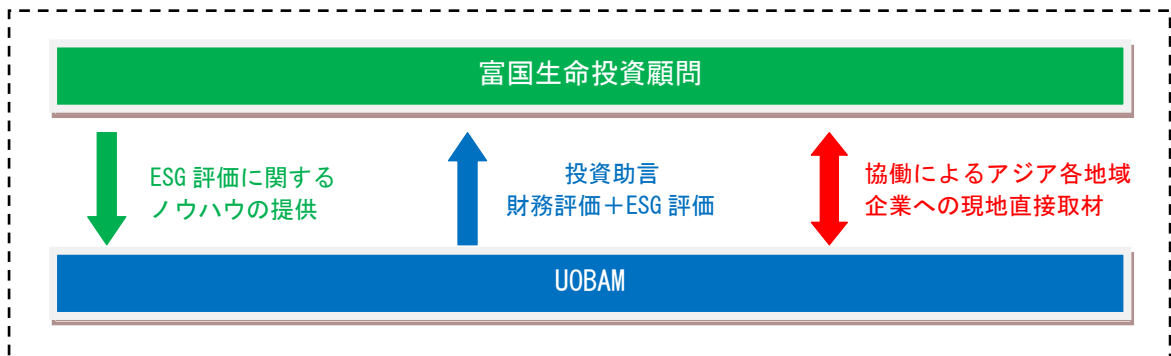 富国生命投資顧問
ESG 評価に関する
ノウハウの提供
投資助言
財務評価＋ESG 評価
協働によるアジア各地域
企業への現地直接取材
UOBAM